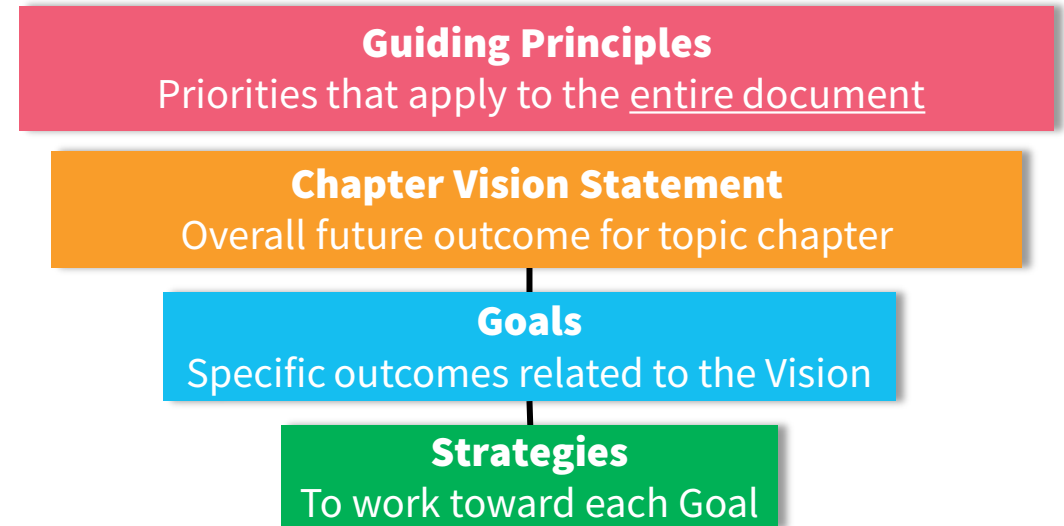 Guiding Principles
Priorities that apply to the entire document
Chapter Vision Statement
Overall future outcome for topic chapter
Goals
Specific outcomes related to the Vision
Strategies
To work toward each Goal